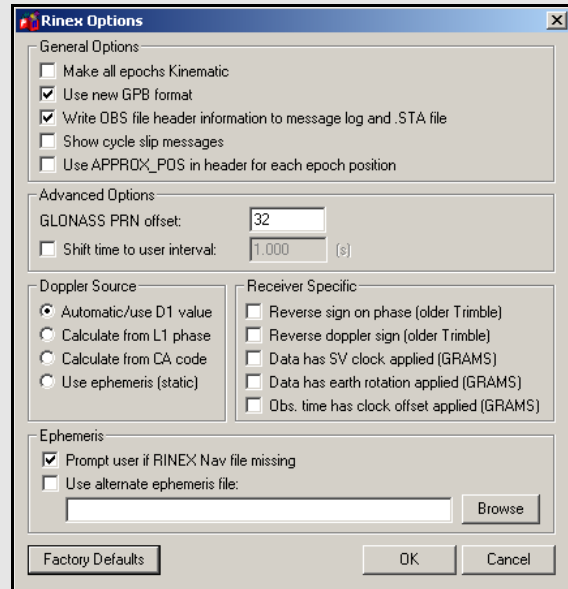 Rinex Options
General Options
Make all epochs Kinematic
Use new GPB format
Write OBS file header information to message log and .STA file
Show cycle slip messages
Use APPROX_POS in header for each epoch position
Advanced Options
GLONASS PRN offset: 32
Shift time to user interval: 1.000 (s)
Doppler Source
Automatic/use D1 value
Calculate from L1 phase
Calculate from CA code
Use ephemeris (static)
Receiver Specific
Reverse sign on phase (older Trimble)
Reverse doppler sign (older Trimble)
Data has SV clock applied (GRAMS)
Data has earth rotation applied (GRAMS)
Obs. time has clock offset applied (GRAMS)
Ephemeris
Prompt user if RINEX Nav file missing
Use alternate ephemeris file:
Browse
Factory Defaults OK Cancel